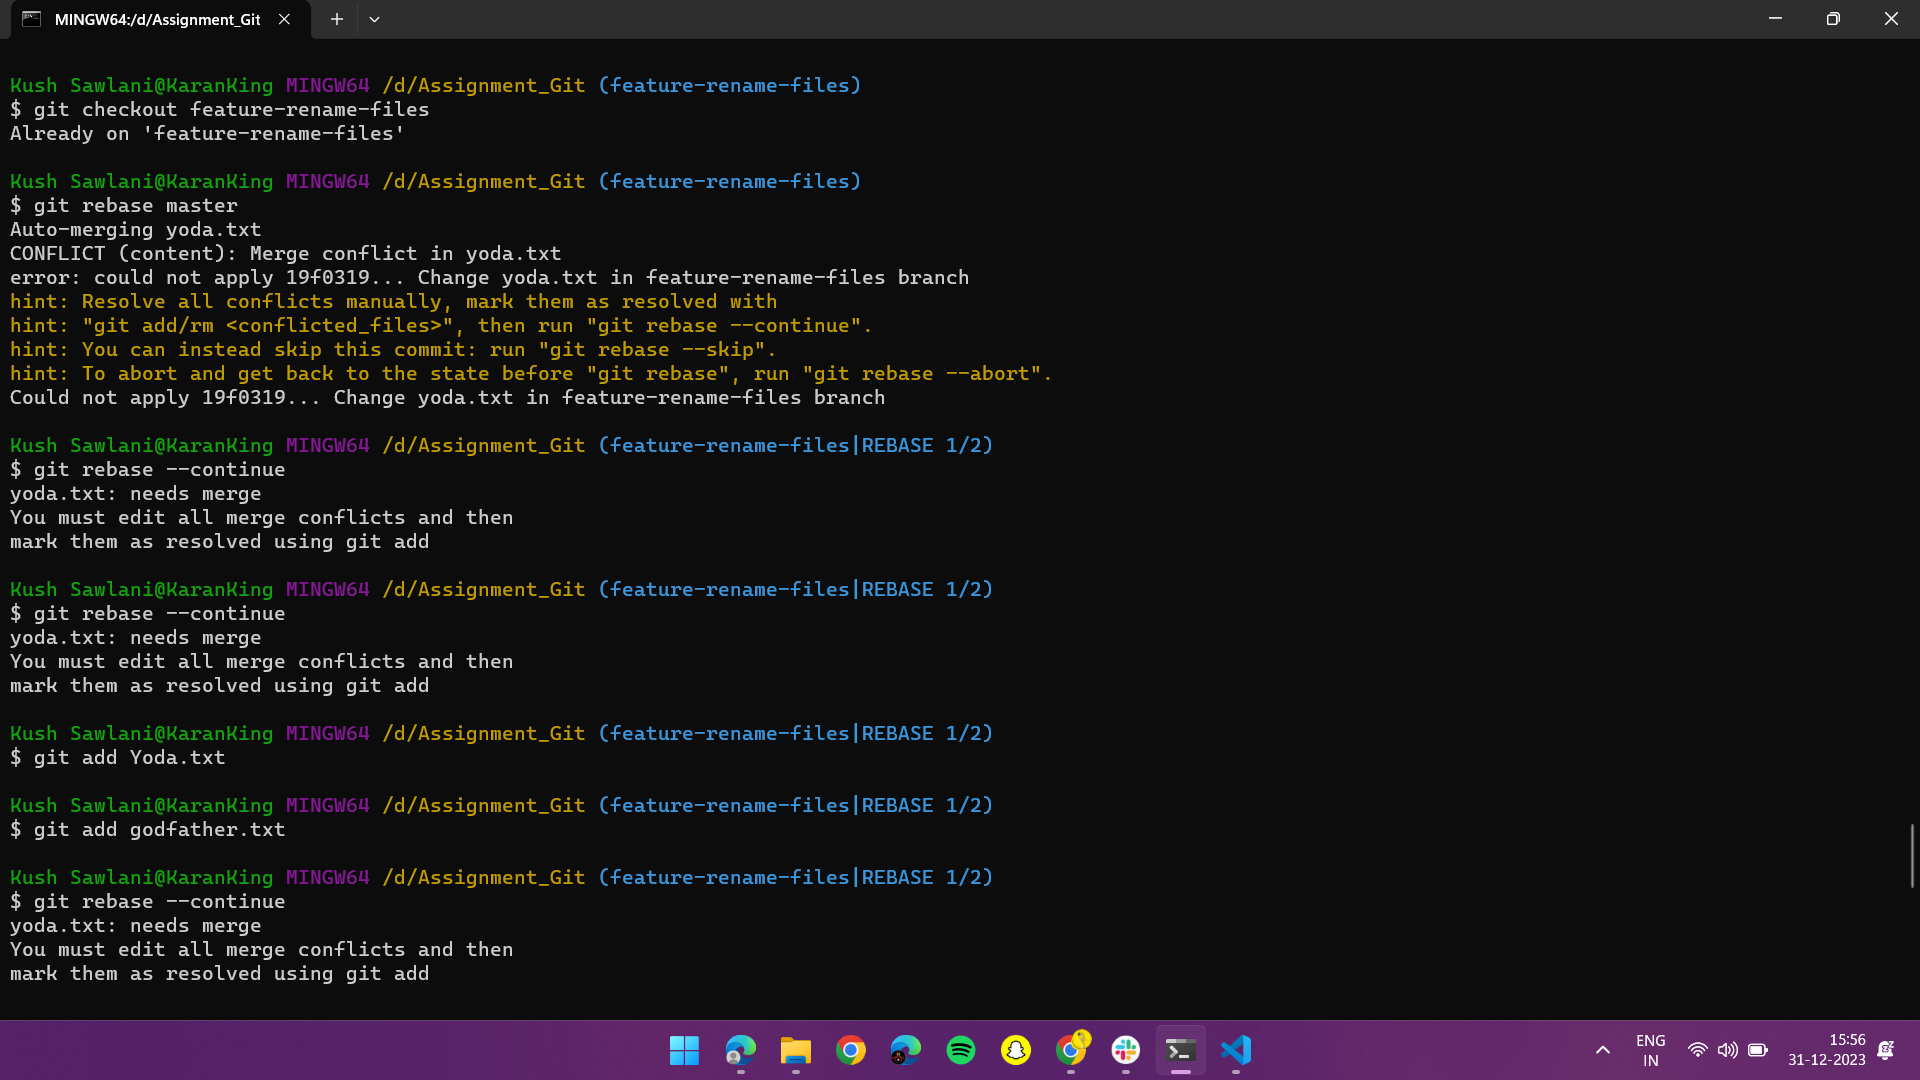 MINGW64:/d/Assignment_Git
Kush Sawlani@KaranKing MINGW64 /d/Assignment_Git (feature-rename-files)
$ git checkout feature-rename-files
Already on 'feature-rename-files'
Kush Sawlani@KaranKing MINGW64 /d/Assignment_Git (feature-rename-files)
$ git rebase master
Auto-merging yoda.txt
CONFLICT (content): Merge conflict in yoda.txt
error: could not apply 19f0319... Change yoda.txt in feature-rename-files branch
hint: Resolve all conflicts manually, mark them as resolved with
hint: "git add/rm <conflicted_files>", then run "git rebase --continue".
hint: You can instead skip this commit: run "git rebase --skip".
hint: To abort and get back to the state before "git rebase", run "git rebase --abort".
Could not apply 19f0319... Change yoda.txt in feature-rename-files branch
Kush Sawlani@KaranKing MINGW64 /d/Assignment_Git (feature-rename-files|REBASE 1/2)
$ git rebase --continue
yoda.txt: needs merge
You must edit all merge conflicts and then
mark them as resolved using git add
Kush Sawlani@KaranKing MINGW64 /d/Assignment_Git (feature-rename-files|REBASE 1/2)
$ git rebase --continue
yoda.txt: needs merge
You must edit all merge conflicts and then
mark them as resolved using git add
Kush Sawlani@KaranKing MINGW64 /d/Assignment_Git (feature-rename-files|REBASE 1/2)
$ git add Yoda.txt
Kush Sawlani@KaranKing MINGW64 /d/Assignment_Git (feature-rename-files|REBASE 1/2)
$ git add godfather.txt
Kush Sawlani@KaranKing MINGW64 /d/Assignment_Git (feature-rename-files|REBASE 1/2)
$ git rebase --continue
yoda.txt: needs merge
You must edit all merge conflicts and then
mark them as resolved using git add
ENG
IN
15:56
31-12-2023